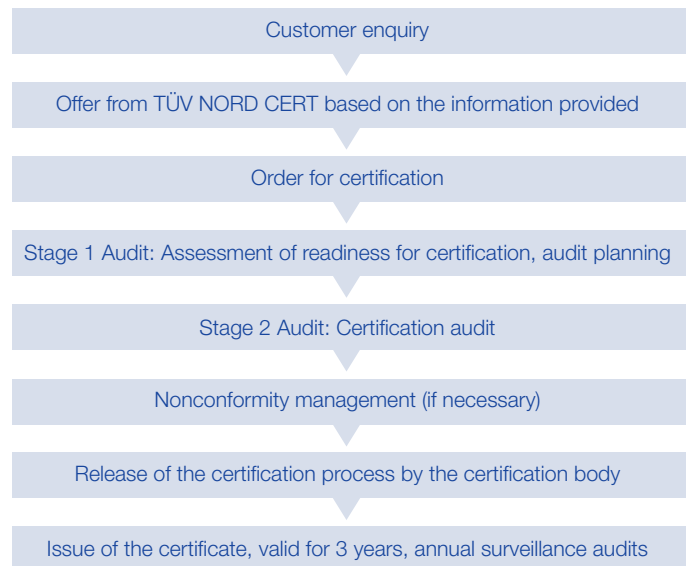 Customer enquiry
Offer from TÜV NORD CERT based on the information provided
Order for certification
Stage 1 Audit: Assessment of readiness for certification, audit planning
Stage 2 Audit: Certification audit
Nonconformity management (if necessary)
Release of the certification process by the certification body
Issue of the certificate, valid for 3 years, annual surveillance audits